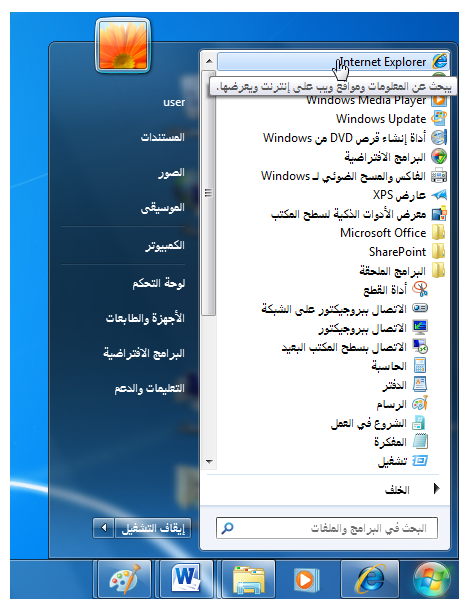 Internet Explorer
يبحث عن المعلومات ومواقع ويب على إنترنت ويعرضها.
Windows Media Player
Windows Update
أداة إنشاء قرص DVD من Windows
البرامج الافتراضية
الفاكس والمسح الضوئي لـ Windows
عارض XPS
معرض الأدوات الذكية لسطح المكتب
Microsoft Office
SharePoint
البرامج الملحقة
أداة القطع
الاتصال ببروجيكتور على الشبكة
الاتصال ببروجيكتور
الاتصال بسطح المكتب البعيد
الحاسبة
الدفتر
الرسام
الشروع في العمل
المفكرة
تشغيل
الخلف
البحث في البرامج والملفات
user
المستندات
الصور
الموسيقى
الكمبيوتر
لوحة التحكم
الأجهزة والطابعات
البرامج الافتراضية
التعليمات والدعم
إيقاف التشغيل